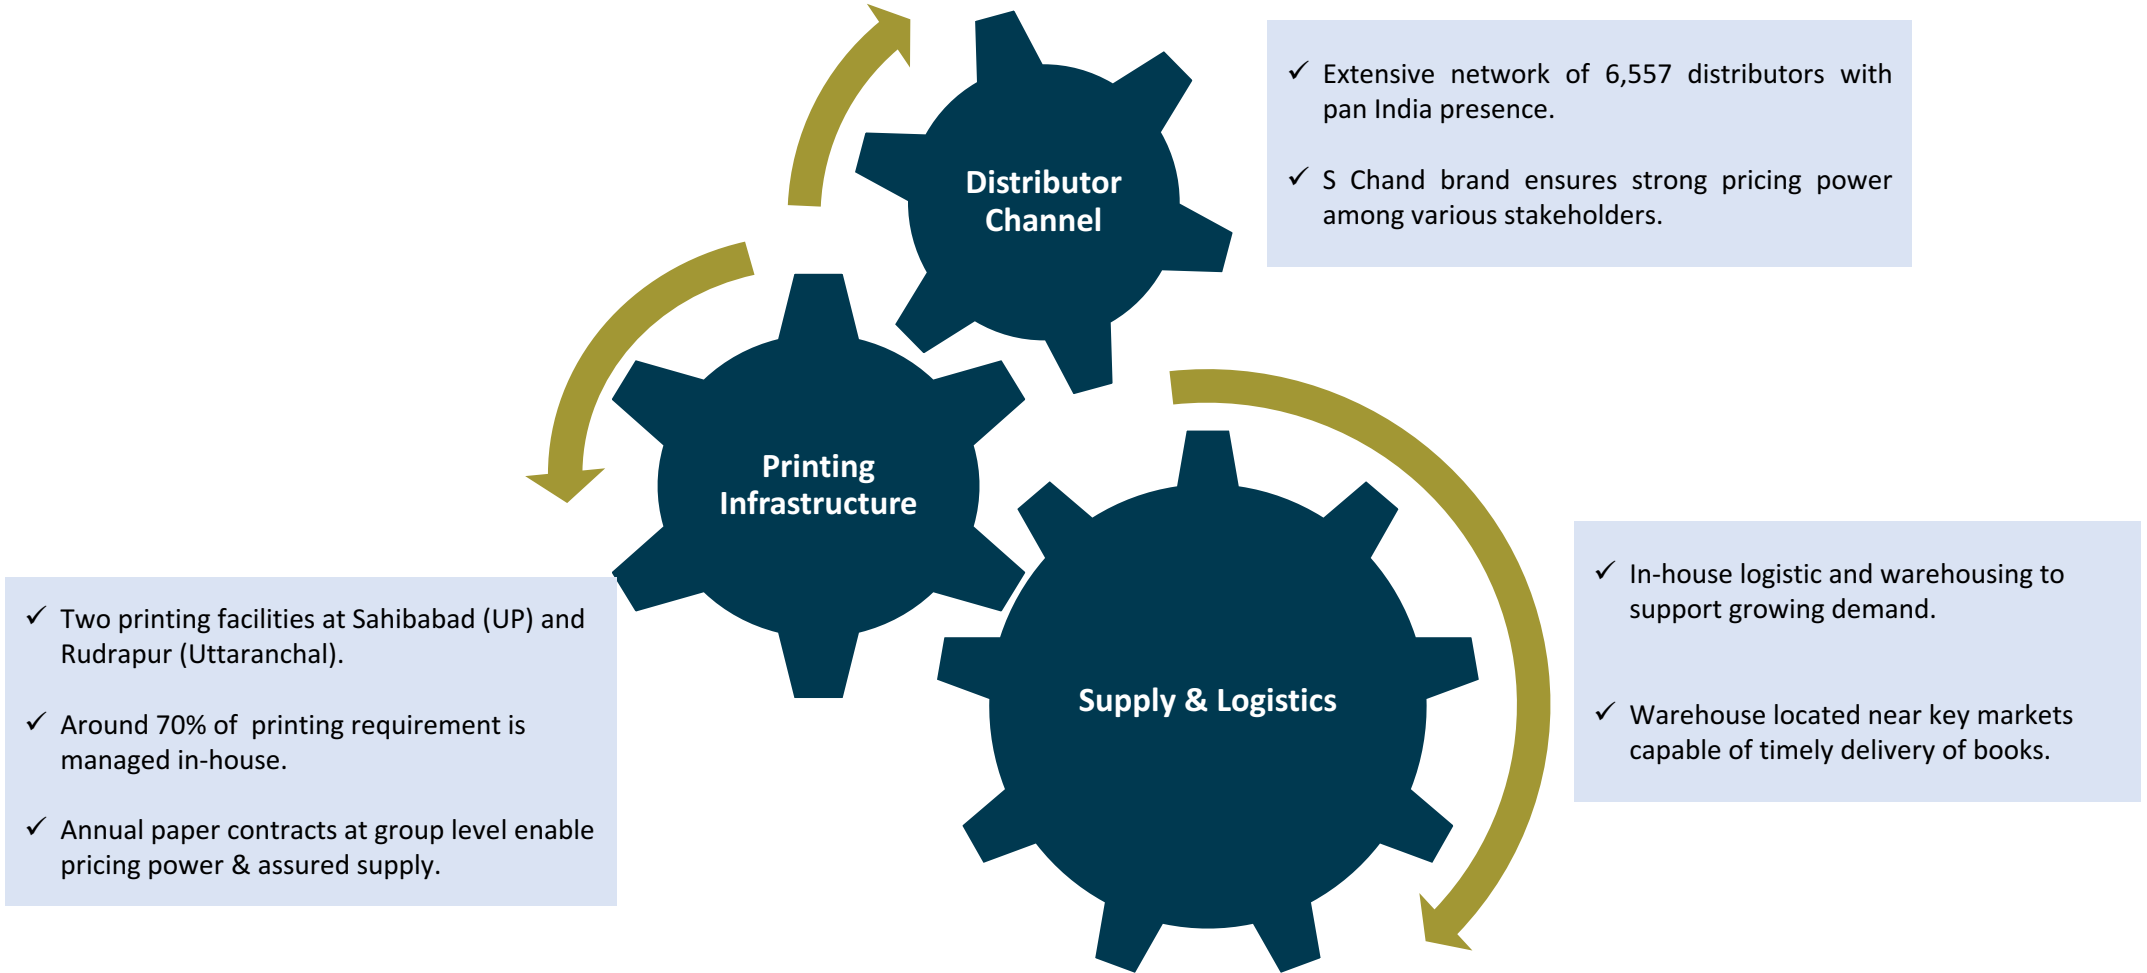 Distributor
Channel
✓ Extensive network of 6,557 distributors with
pan India presence.
✓ S Chand brand ensures strong pricing power
among various stakeholders.
Printing
Infrastructure
✓ Two printing facilities at Sahibabad (UP) and
Rudrapur (Uttaranchal).
✓ Around 70% of printing requirement is
managed in-house.
✓ Annual paper contracts at group level enable
pricing power & assured supply.
Supply & Logistics
✓ In-house logistic and warehousing to
support growing demand.
✓ Warehouse located near key markets
capable of timely delivery of books.